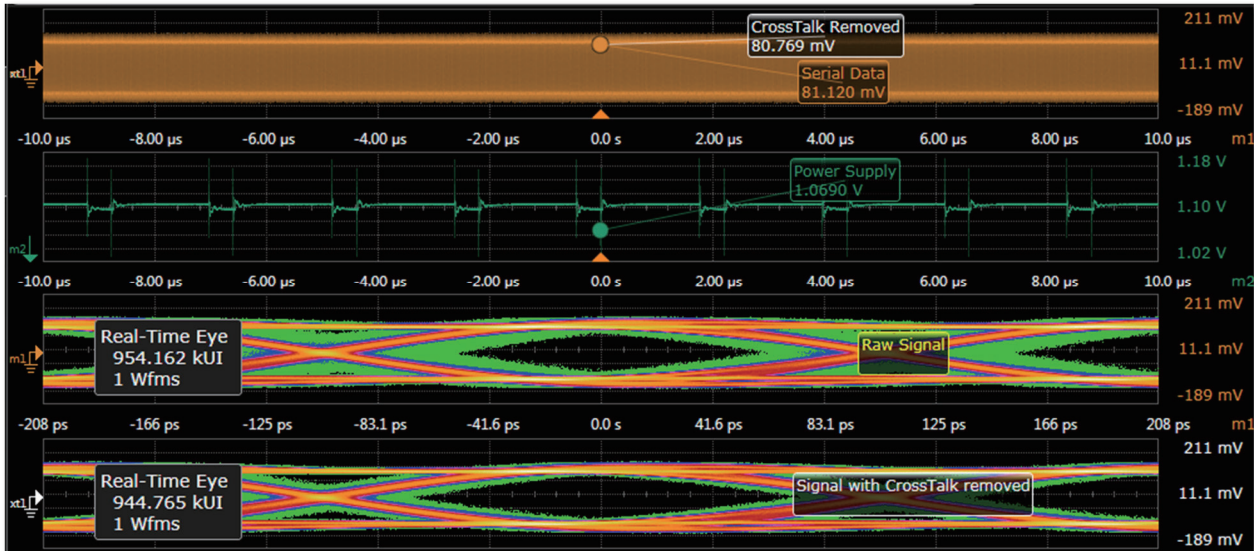 211 mV
CrossTalk Removed
80.769 mV
xt1
11.1 mV
Serial Data
81.120 mV
-189 mV
-10.0 µs -8.00 µs -6.00 µs -4.00 µs -2.00 µs 0.0 s 2.00 µs 4.00 µs 6.00 µs 8.00 µs 10.0 µs m1
1.18 V
Power Supply
1.0690 V
1.10 V
m2
1.02 V
-10.0 µs -8.00 µs -6.00 µs -4.00 µs -2.00 µs 0.0 s 2.00 µs 4.00 µs 6.00 µs 8.00 µs 10.0 µs m2
211 mV
Real-Time Eye
954.162 kUI
1 Wfms
m1
Raw Signal
11.1 mV
-189 mV
-208 ps -166 ps -125 ps -83.1 ps -41.6 ps 0.0 s 41.6 ps 83.1 ps 125 ps 166 ps 208 ps m1
211 mV
Real-Time Eye
944.765 kUI
1 Wfms
xt1
Signal with CrossTalk removed
11.1 mV
-189 mV